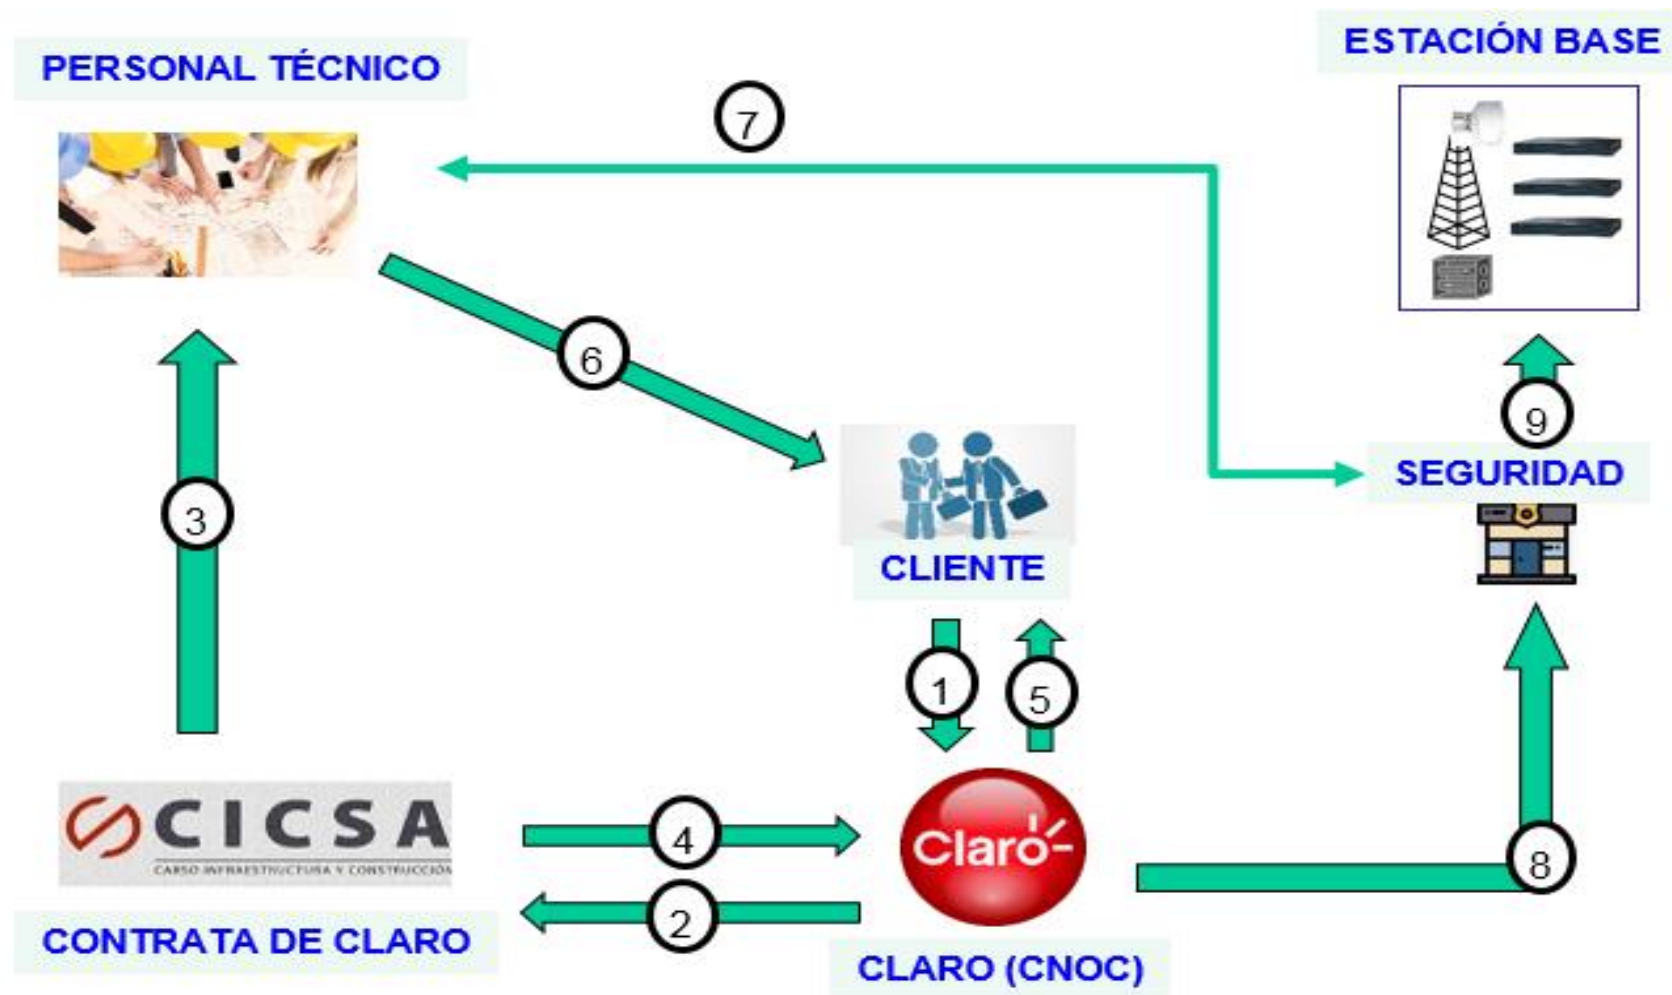 ESTACIÓN BASE
PERSONAL TÉCNICO
7
6
9
SEGURIDAD
3
CLIENTE
1
5
CICSA
CARSO INFRAESTRUCTURA Y CONSTRUCCIÓN
4
Claro
8
2
CONTRATA DE CLARO
CLARO (CNOC)